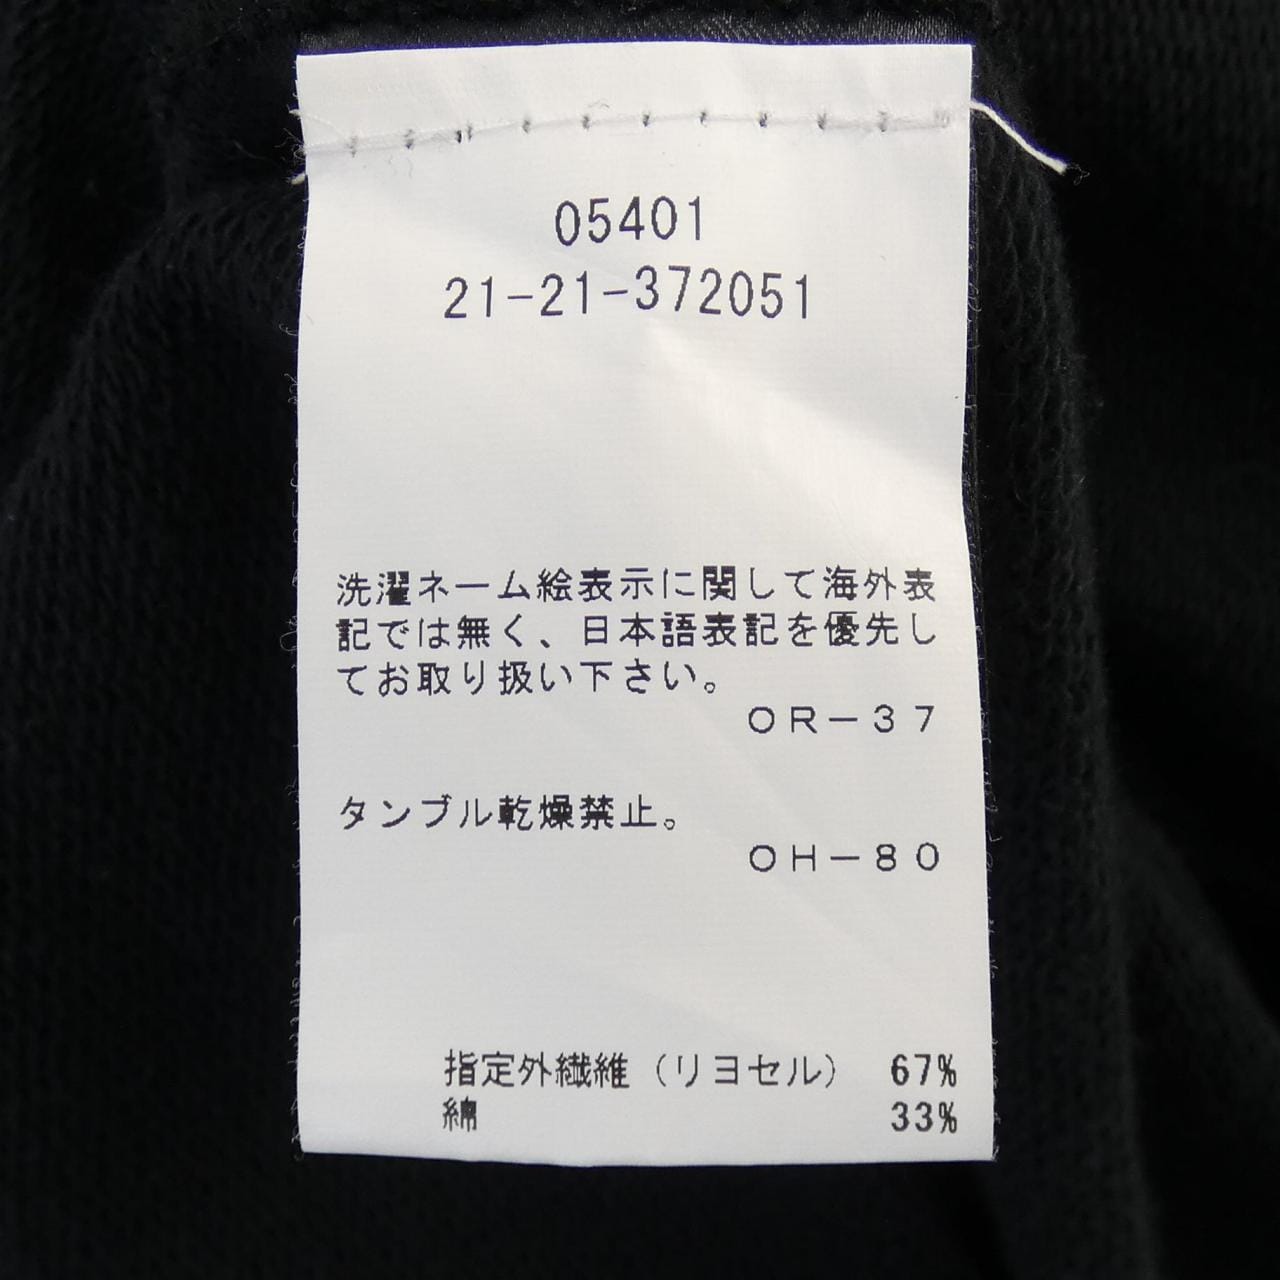 05401
21-21-372051
洗濯ネーム絵表示に関して海外表
記では無く、日本語表記を優先し
てお取り扱い下さい。
OR-37
タンブル乾燥禁止。
OH-80
指定外繊維(リヨセル) 67%
綿 33%